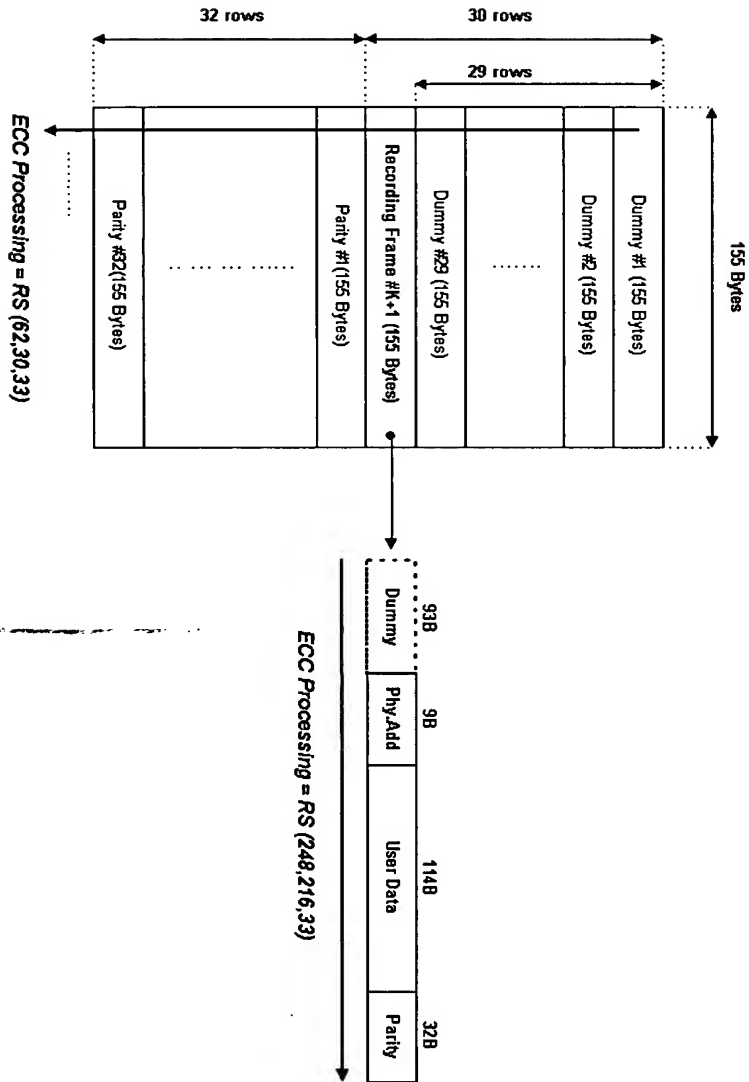 155 Bytes
30 rows
29 rows
32 rows
Dummy #1 (155 Bytes)
Dummy #2 (155 Bytes)
.......
Dummy #29 (155 Bytes)
Recording Frame #K+1 (155 Bytes)
Parity #1(155 Bytes)
... ... ... ...
Parity #32(155 Bytes)
ECC Processing = RS (62,30,33)
93B
9B
114B
32B
Dummy
Phy.Add
User Data
Parity
ECC Processing = RS (248,216,33)